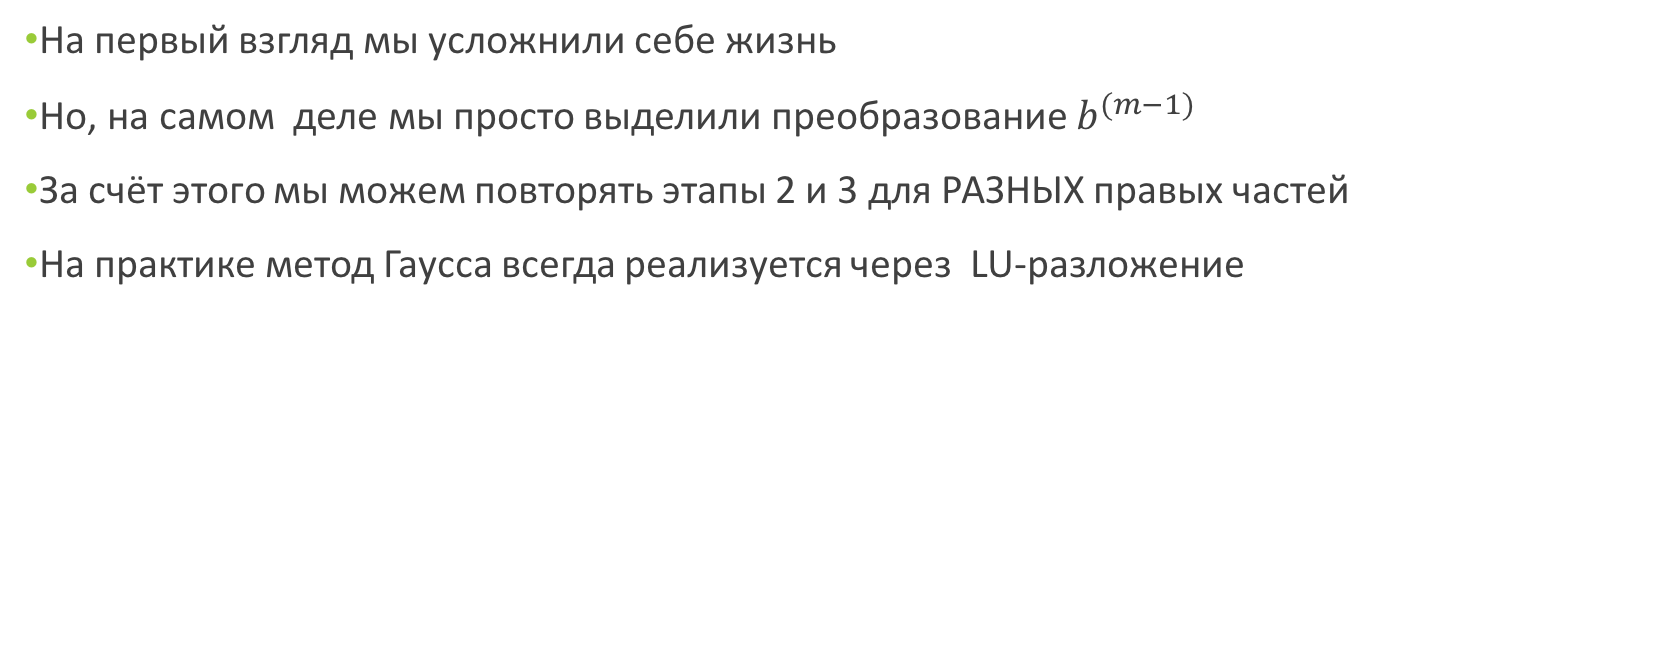 •На первый взгляд мы усложнили себе жизнь
•Но, на самом  деле мы просто выделили преобразование $b^{(m-1)}$
•За счёт этого мы можем повторять этапы 2 и 3 для РАЗНЫХ правых частей
•На практике метод Гаусса всегда реализуется через  LU-разложение